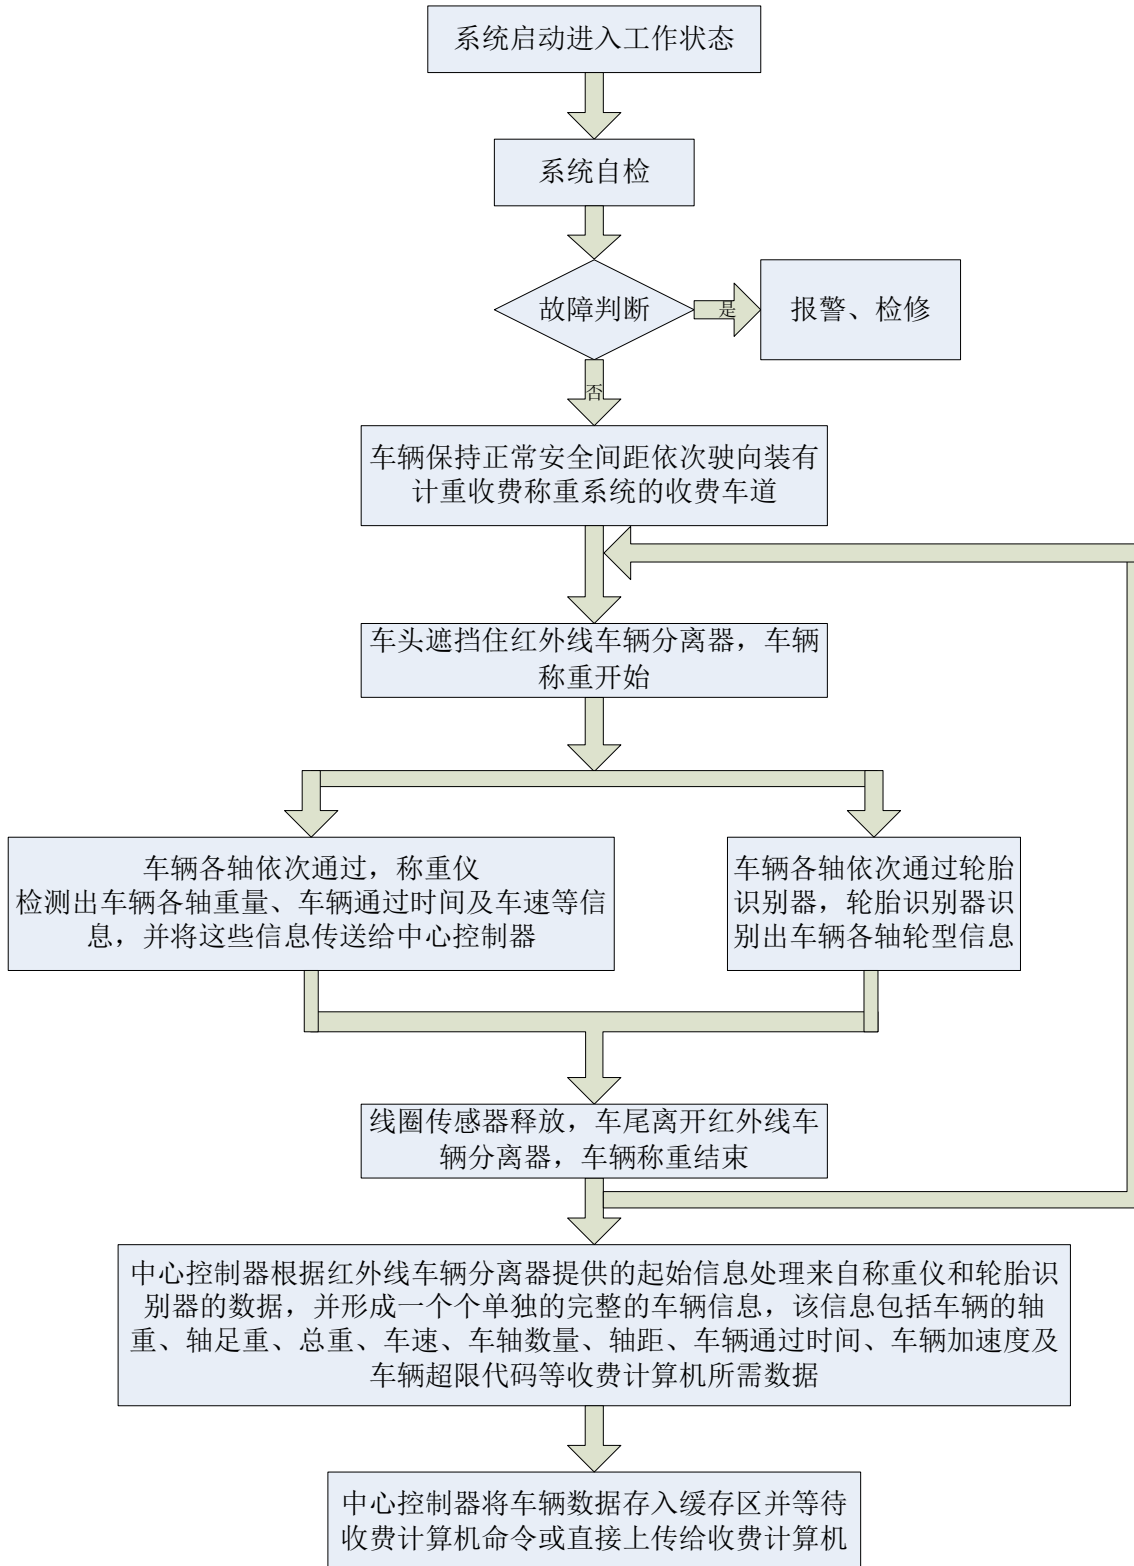 系统启动进入工作状态
系统自检
故障判断
是
报警、检修
否
车辆保持正常安全间距依次驶向装有
计重收费称重系统的收费车道
车头遮挡住红外线车辆分离器，车辆
称重开始
车辆各轴依次通过，称重仪
检测出车辆各轴重量、车辆通过时间及车速等信
息，并将这些信息传送给中心控制器
车辆各轴依次通过轮胎
识别器，轮胎识别器识
别出车辆各轴轮型信息
线圈传感器释放，车尾离开红外线车
辆分离器，车辆称重结束
中心控制器根据红外线车辆分离器提供的起始信息处理来自称重仪和轮胎识
别器的数据，并形成一个个单独的完整的车辆信息，该信息包括车辆的轴
重、轴足重、总重、车速、车轴数量、轴距、车辆通过时间、车辆加速度及
车辆超限代码等收费计算机所需数据
中心控制器将车辆数据存入缓存区并等待
收费计算机命令或直接上传给收费计算机